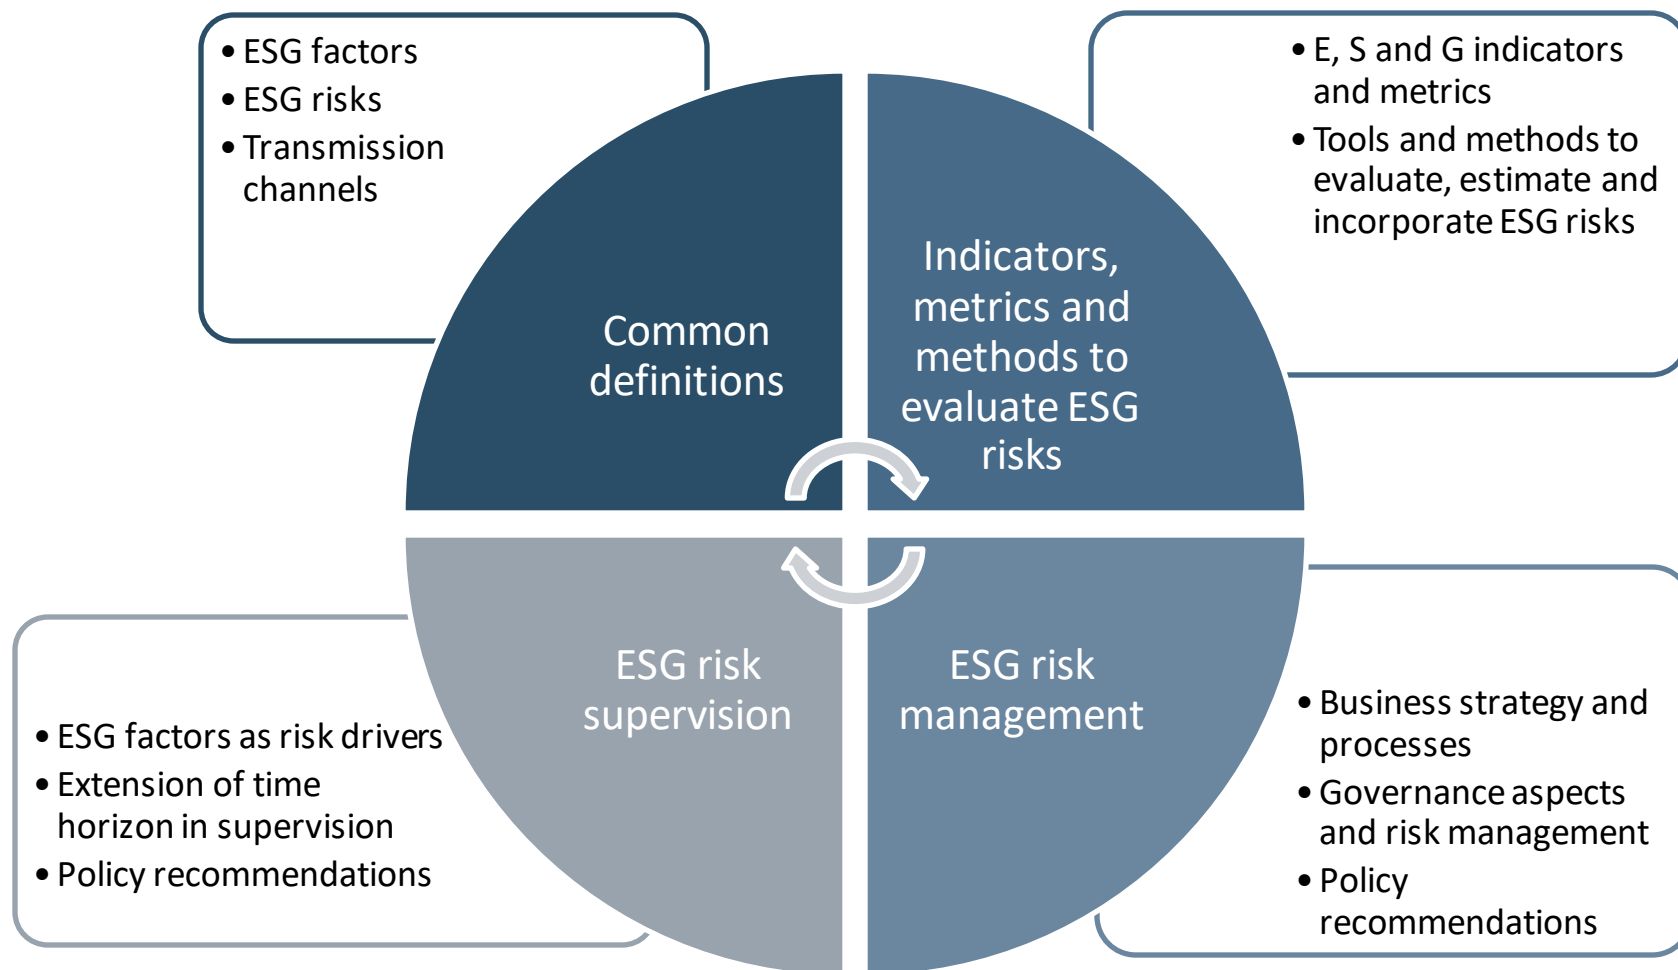 • ESG factors
• ESG risks
• Transmission
channels
• E, S and G indicators
and metrics
• Tools and methods to
evaluate, estimate and
incorporate ESG risks
Common
definitions
Indicators,
metrics and
methods to
evaluate ESG
risks
ESG risk
supervision
ESG risk
management
• ESG factors as risk drivers
• Extension of time
horizon in supervision
• Policy recommendations
• Business strategy and
processes
• Governance aspects
and risk management
• Policy
recommendations